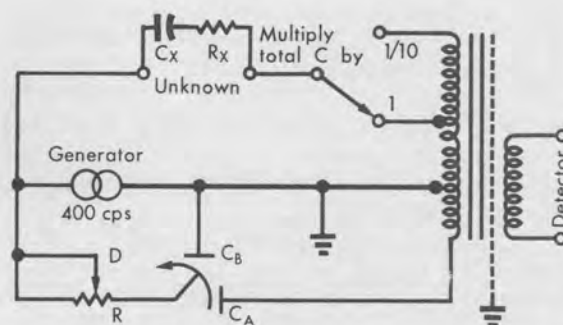 Cx
Rx
Multiply
total C by
1/10
Unknown
1
Generator
400 cps
Detector
D
CB
R
CA